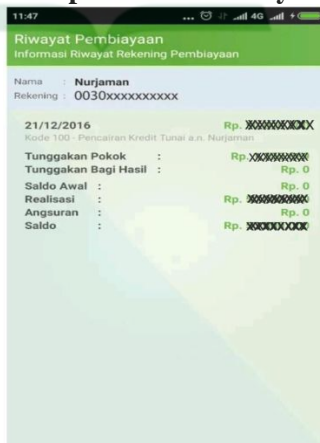 11:47 ... 4G
Riwayat Pembiayaan
Informasi Riwayat Rekening Pembiayaan
Nama : Nurjaman
Rekening : 0030xxxxxxxxxx
21/12/2016 Rp.
Kode 100 - Pencairan Kredit Tunai a.n. Nurjaman
Tunggakan Pokok : Rp.
Tunggakan Bagi Hasil : Rp. 0
Saldo Awal : Rp. 0
Realisasi : Rp.
Angsuran : Rp. 0
Saldo : Rp.